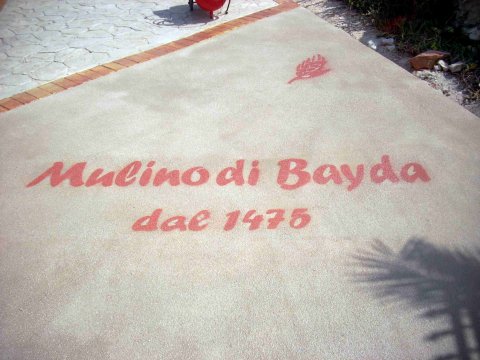 Mulino di Bayda
dal 1475